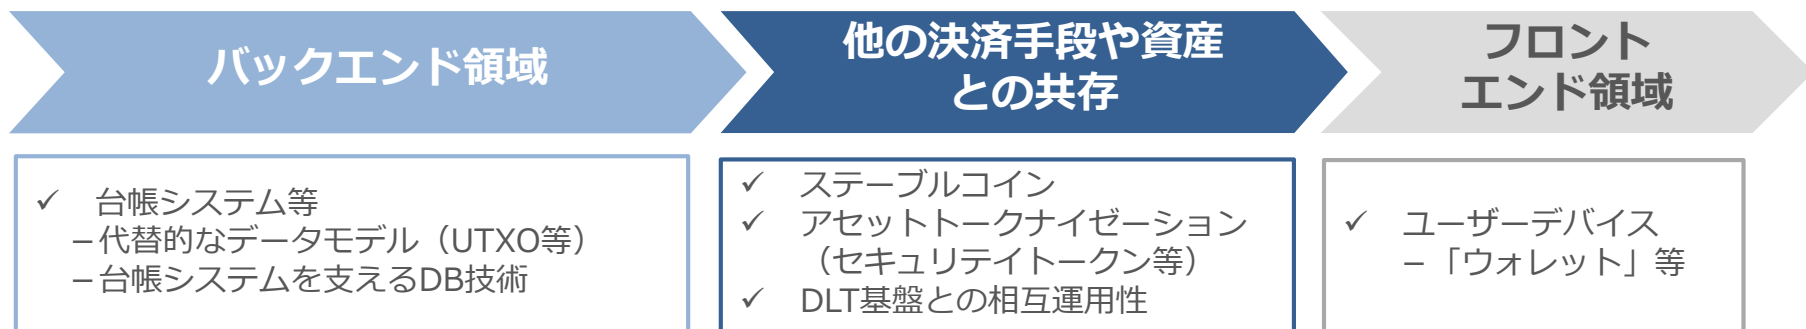 バックエンド領域
他の決済手段や資産
との共存
フロント
エンド領域
✓ 台帳システム等
–代替的なデータモデル（UTXO等）
–台帳システムを支えるDB技術
✓ ステーブルコイン
✓ アセットトークナイゼーション
（セキュリテイトークン等）
✓ DLT基盤との相互運用性
✓ ユーザーデバイス
–「ウォレット」等